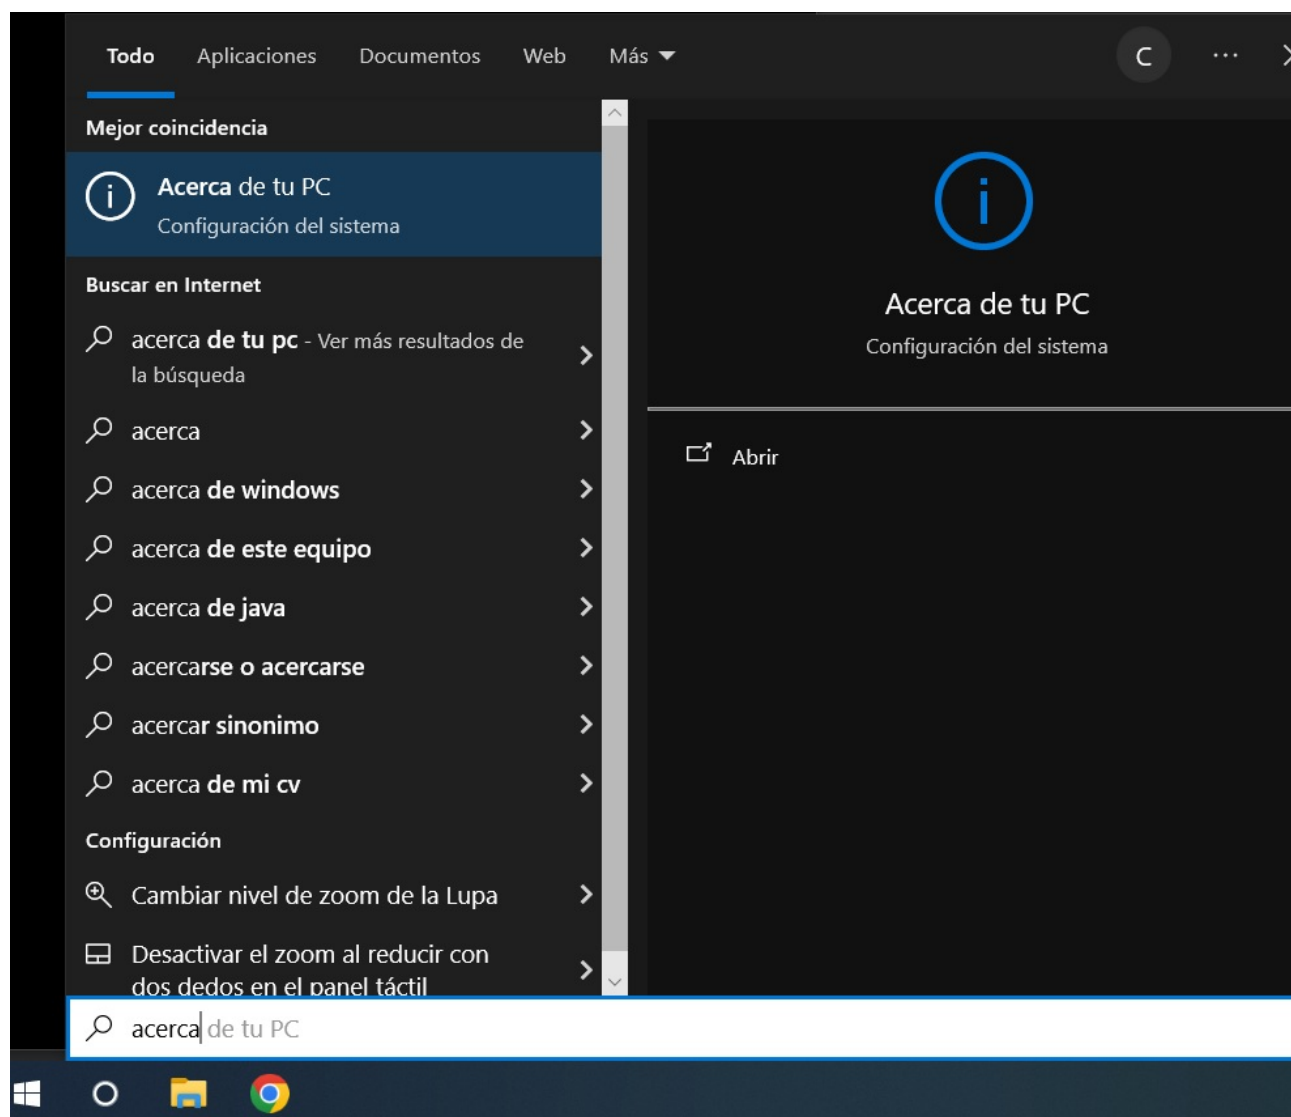 Todo Aplicaciones Documentos Web Más
C
Mejor coincidencia
Acerca de tu PC
Configuración del sistema
Buscar en Internet
acerca de tu pc - Ver más resultados de
la búsqueda
acerca
acerca de windows
acerca de este equipo
acerca de java
acercarse o acercarse
acercar sinonimo
acerca de mi cv
Configuración
Cambiar nivel de zoom de la Lupa
Desactivar el zoom al reducir con
dos dedos en el panel táctil
Acerca de tu PC
Configuración del sistema
Abrir
acerca de tu PC